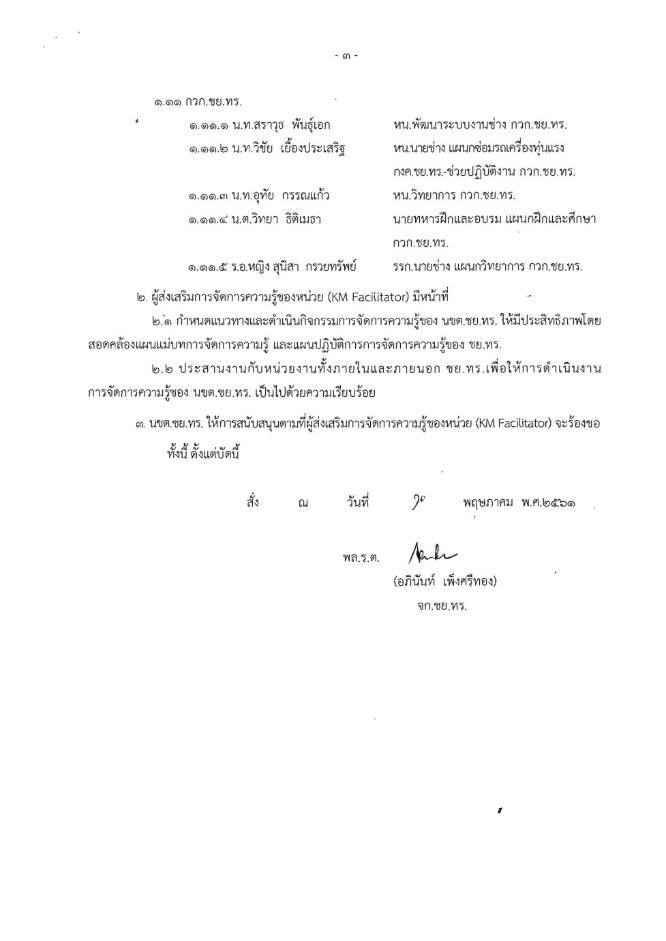 - ๓ -
๑.๑๑ กวก.ชย.ทร.
๑.๑๑.๑ น.ท.สราวุธ พันธุ์เอก หน.พัฒนาระบบงานช่าง กวก.ชย.ทร.
๑.๑๑.๒ น.ท.วิชัย เยื้องประเสริฐ หน.นายช่าง แผนกซ่อมรถเครื่องทุ่นแรง
กงค.ชย.ทร.-ช่วยปฏิบัติงาน กวก.ชย.ทร.
๑.๑๑.๓ น.ท.อุทัย กรรณแก้ว หน.วิทยาการ กวก.ชย.ทร.
๑.๑๑.๔ น.ต.วิทยา ธิติเมธา นายทหารฝึกและอบรม แผนกฝึกและศึกษา
กวก.ชย.ทร.
๑.๑๑.๕ ร.อ.หญิง สุนิสา กรวยทรัพย์ รรก.นายช่าง แผนกวิทยาการ กวก.ชย.ทร.
๒. ผู้ส่งเสริมการจัดการความรู้ของหน่วย (KM Facilitator) มีหน้าที่
๒.๑ กำหนดแนวทางและดำเนินกิจกรรมการจัดการความรู้ของ นขต.ชย.ทร. ให้มีประสิทธิภาพโดย
สอดคล้องแผนแม่บทการจัดการความรู้ และแผนปฏิบัติการการจัดการความรู้ของ ชย.ทร.
๒.๒ ประสานงานกับหน่วยงานทั้งภายในและภายนอก ชย.ทร.เพื่อให้การดำเนินงาน
การจัดการความรู้ของ นขต.ชย.ทร. เป็นไปด้วยความเรียบร้อย
๓. นขต.ชย.ทร. ให้การสนับสนุนตามที่ผู้ส่งเสริมการจัดการความรู้ของหน่วย (KM Facilitator) จะร้องขอ
ทั้งนี้ ตั้งแต่บัดนี้
สั่ง ณ วันที่ ๑๐ พฤษภาคม พ.ศ.๒๕๖๑
พล.ร.ต.
(อภินันท์ เพ็งศรีทอง)
จก.ชย.ทร.